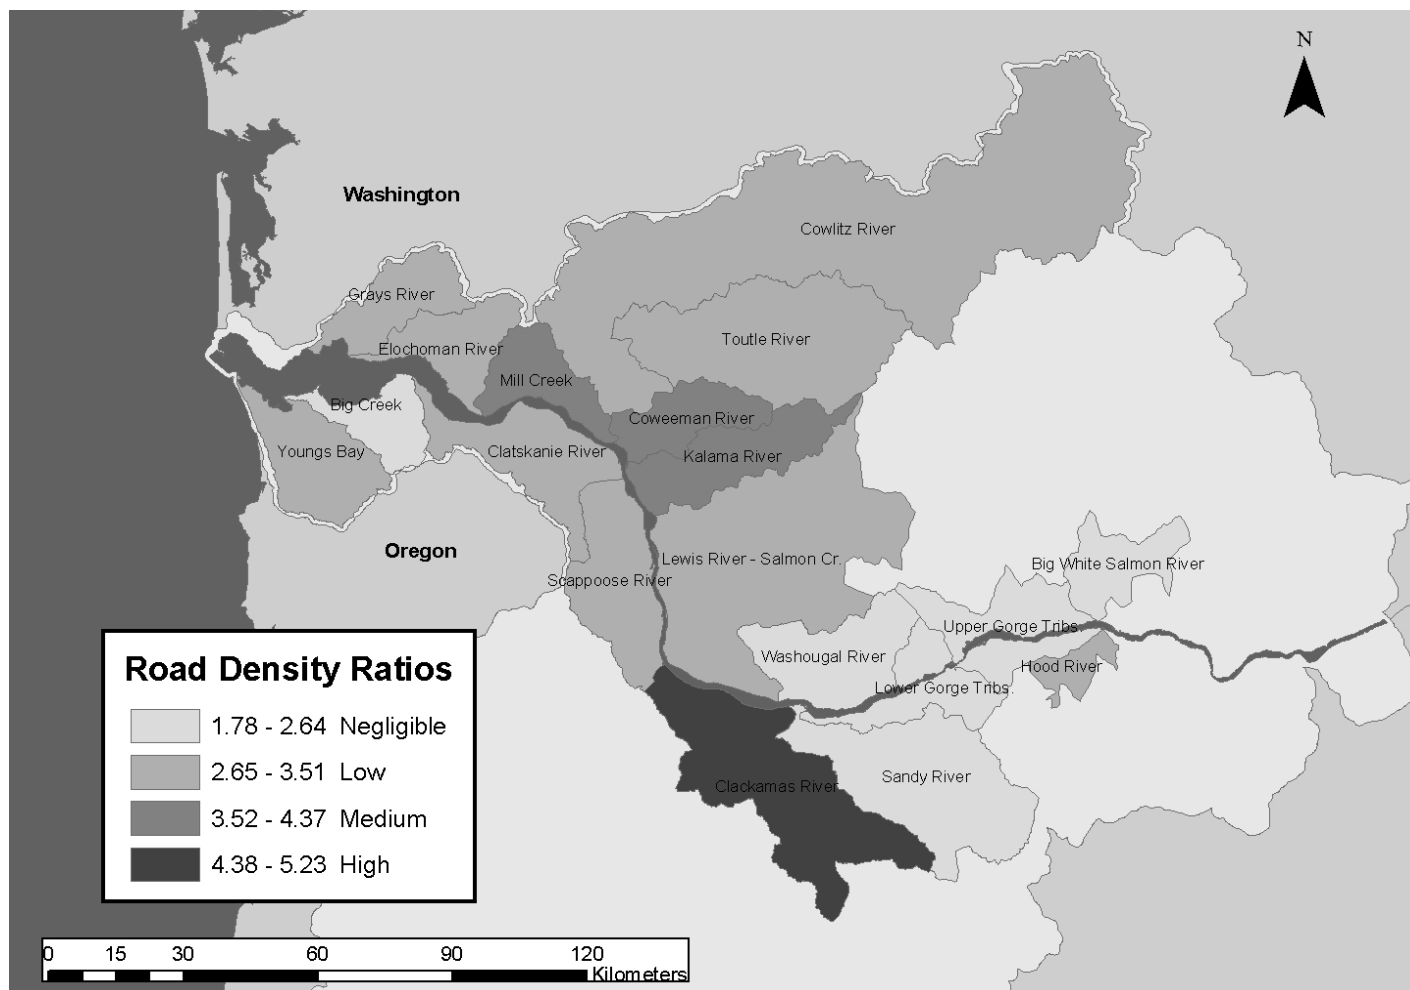 N
Washington
Cowlitz River
Grays River
Toutle River
Elochoman River
Mill Creek
Big Creek
Coweeman River
Youngs Bay
Clatskanie River
Kalama River
Oregon
Lewis River - Salmon Cr.
Big White Salmon River
Scappoose River
Upper Gorge Tribs.
Washougal River
Hood River
Lower Gorge Tribs.
Sandy River
Clackamas River
Road Density Ratios
1.78 - 2.64 Negligible
2.65 - 3.51 Low
3.52 - 4.37 Medium
4.38 - 5.23 High
0 15 30 60 90 120
Kilometers